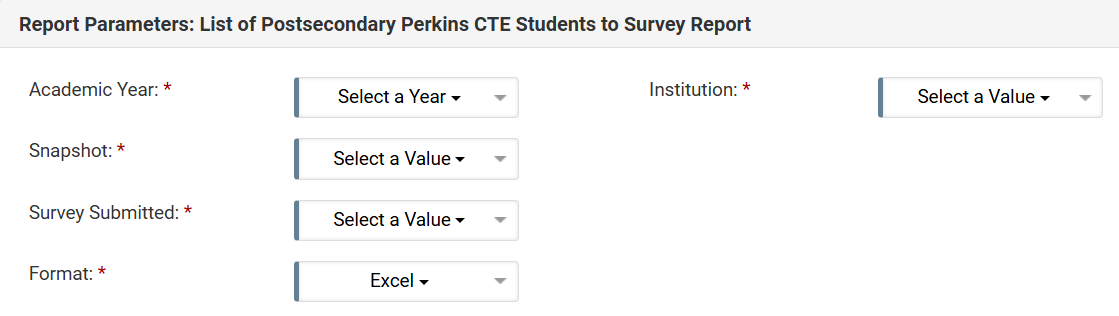 Report Parameters: List of Postsecondary Perkins CTE Students to Survey Report
Academic Year: * Select a Year Institution: * Select a Value
Snapshot: * Select a Value
Survey Submitted: * Select a Value
Format: * Excel